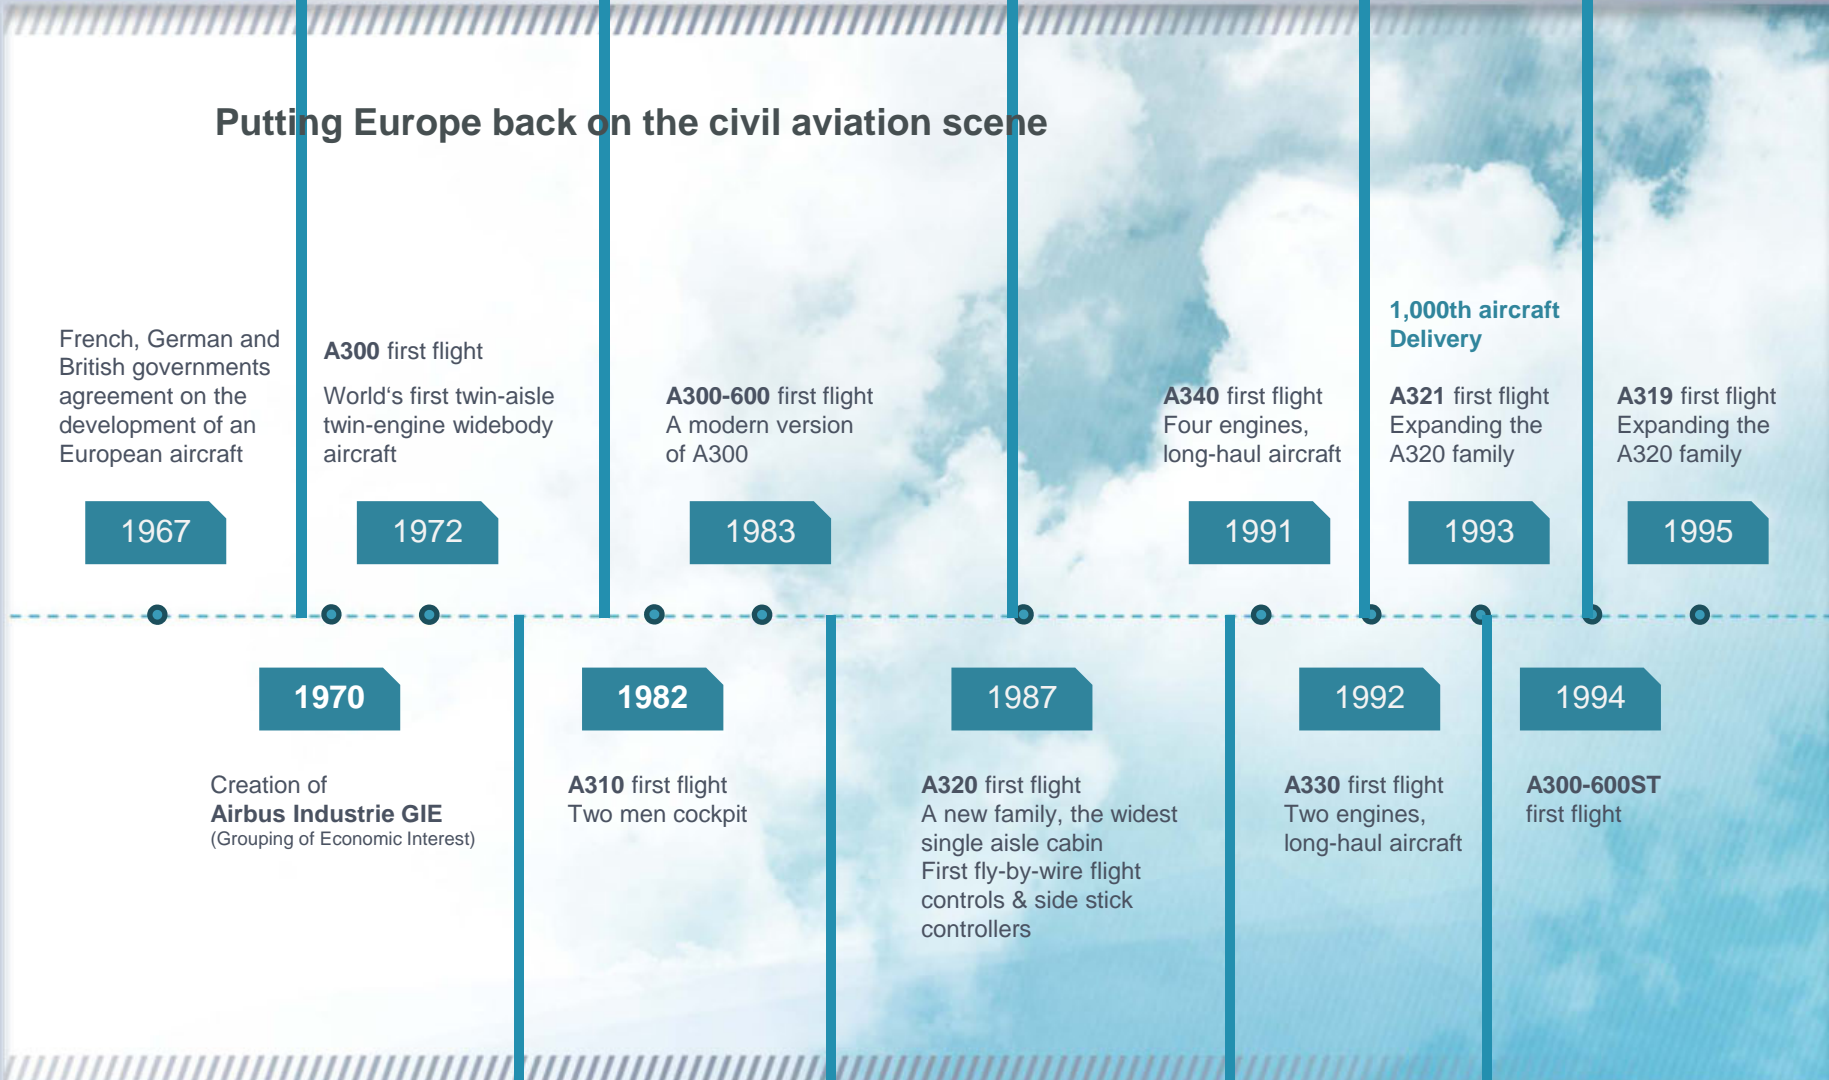 Putting Europe back on the civil aviation scene
French, German and
British governments
agreement on the
development of an
European aircraft
1967
1970
Creation of
Airbus Industrie GIE
(Grouping of Economic Interest)
A300 first flight
World‘s first twin-aisle
twin-engine widebody
aircraft
1972
1982
A310 first flight
Two men cockpit
A300-600 first flight
A modern version
of A300
1983
1987
A320 first flight
A new family, the widest
single aisle cabin
First fly-by-wire flight
controls & side stick
controllers
A340 first flight
Four engines,
long-haul aircraft
1991
1992
A330 first flight
Two engines,
long-haul aircraft
1,000th aircraft
Delivery
A321 first flight
Expanding the
A320 family
1993
1994
A300-600ST
first flight
A319 first flight
Expanding the
A320 family
1995